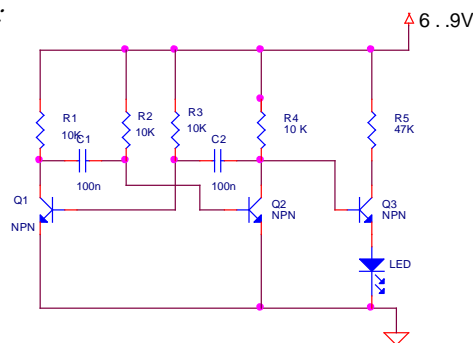 6 . .9V
R1
10K
C1
100n
R2
10K
R3
10K
C2
100n
R4
10 K
R5
47K
Q1
NPN
Q2
NPN
Q3
NPN
LED